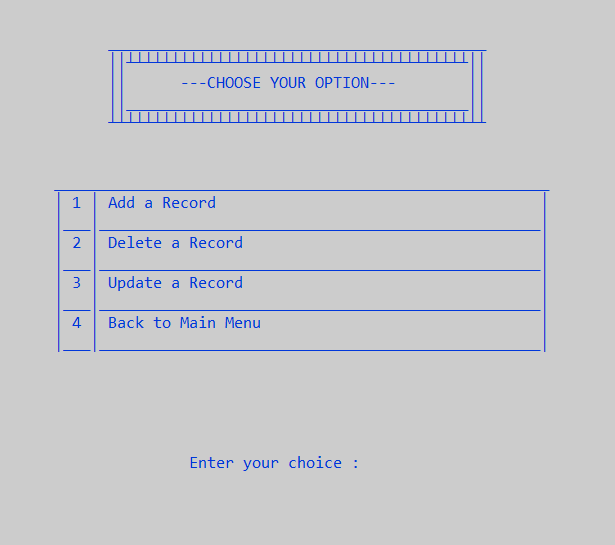 ---CHOOSE YOUR OPTION---
1 Add a Record
2 Delete a Record
3 Update a Record
4 Back to Main Menu
Enter your choice :